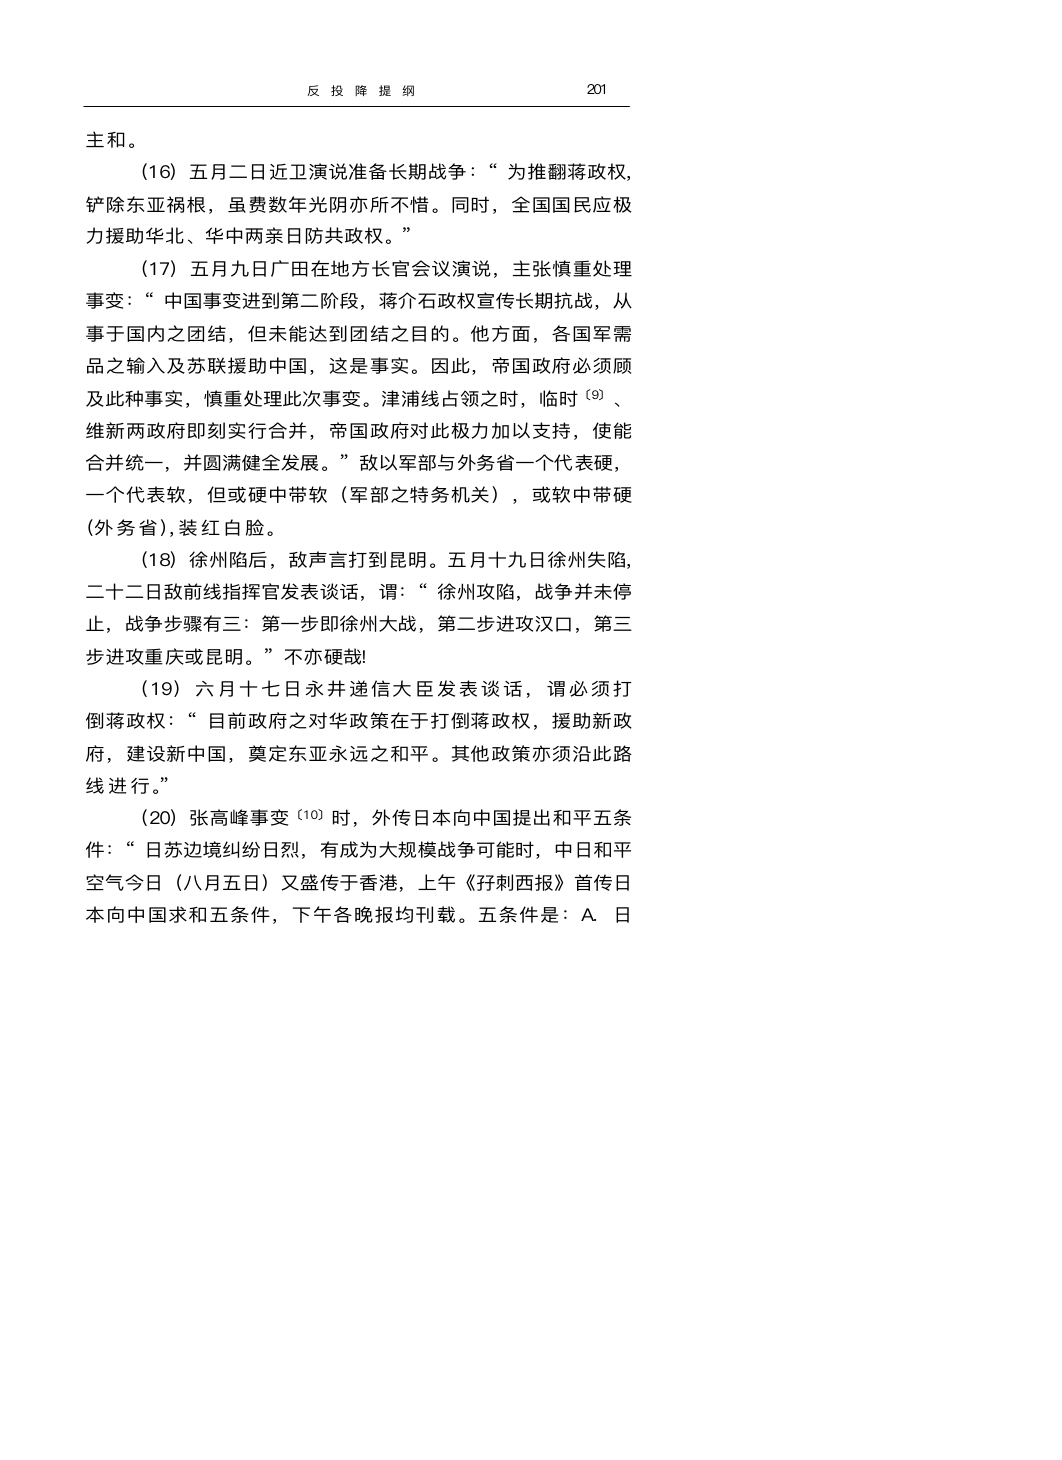 反投降提纲 201
主和。
（16）五月二日近卫演说准备长期战争：“为推翻蒋政权，
铲除东亚祸根，虽费数年光阴亦所不惜。同时，全国国民应极
力援助华北、华中两亲日防共政权。”
（17）五月九日广田在地方长官会议演说，主张慎重处理
事变：“中国事变进到第二阶段，蒋介石政权宣传长期抗战，从
事于国内之团结，但未能达到团结之目的。他方面，各国军需
品之输入及苏联援助中国，这是事实。因此，帝国政府必须顾
及此种事实，慎重处理此次事变。津浦线占领之时，临时〔9〕、
维新两政府即刻实行合并，帝国政府对此极力加以支持，使能
合并统一，并圆满健全发展。”敌以军部与外务省一个代表硬，
一个代表软，但或硬中带软（军部之特务机关），或软中带硬
(外务省),装红白脸。
（18）徐州陷后，敌声言打到昆明。五月十九日徐州失陷，
二十二日敌前线指挥官发表谈话，谓：“徐州攻陷，战争并未停
止，战争步骤有三：第一步即徐州大战，第二步进攻汉口，第三
步进攻重庆或昆明。”不亦硬哉!
（19）六月十七日永井递信大臣发表谈话，谓必须打
倒蒋政权：“目前政府之对华政策在于打倒蒋政权，援助新政
府，建设新中国，奠定东亚永远之和平。其他政策亦须沿此路
线进行。”
（20）张高峰事变〔10〕时，外传日本向中国提出和平五条
件：“日苏边境纠纷日烈，有成为大规模战争可能时，中日和平
空气今日（八月五日）又盛传于香港，上午《孖刺西报》首传日
本向中国求和五条件，下午各晚报均刊载。五条件是：A. 日